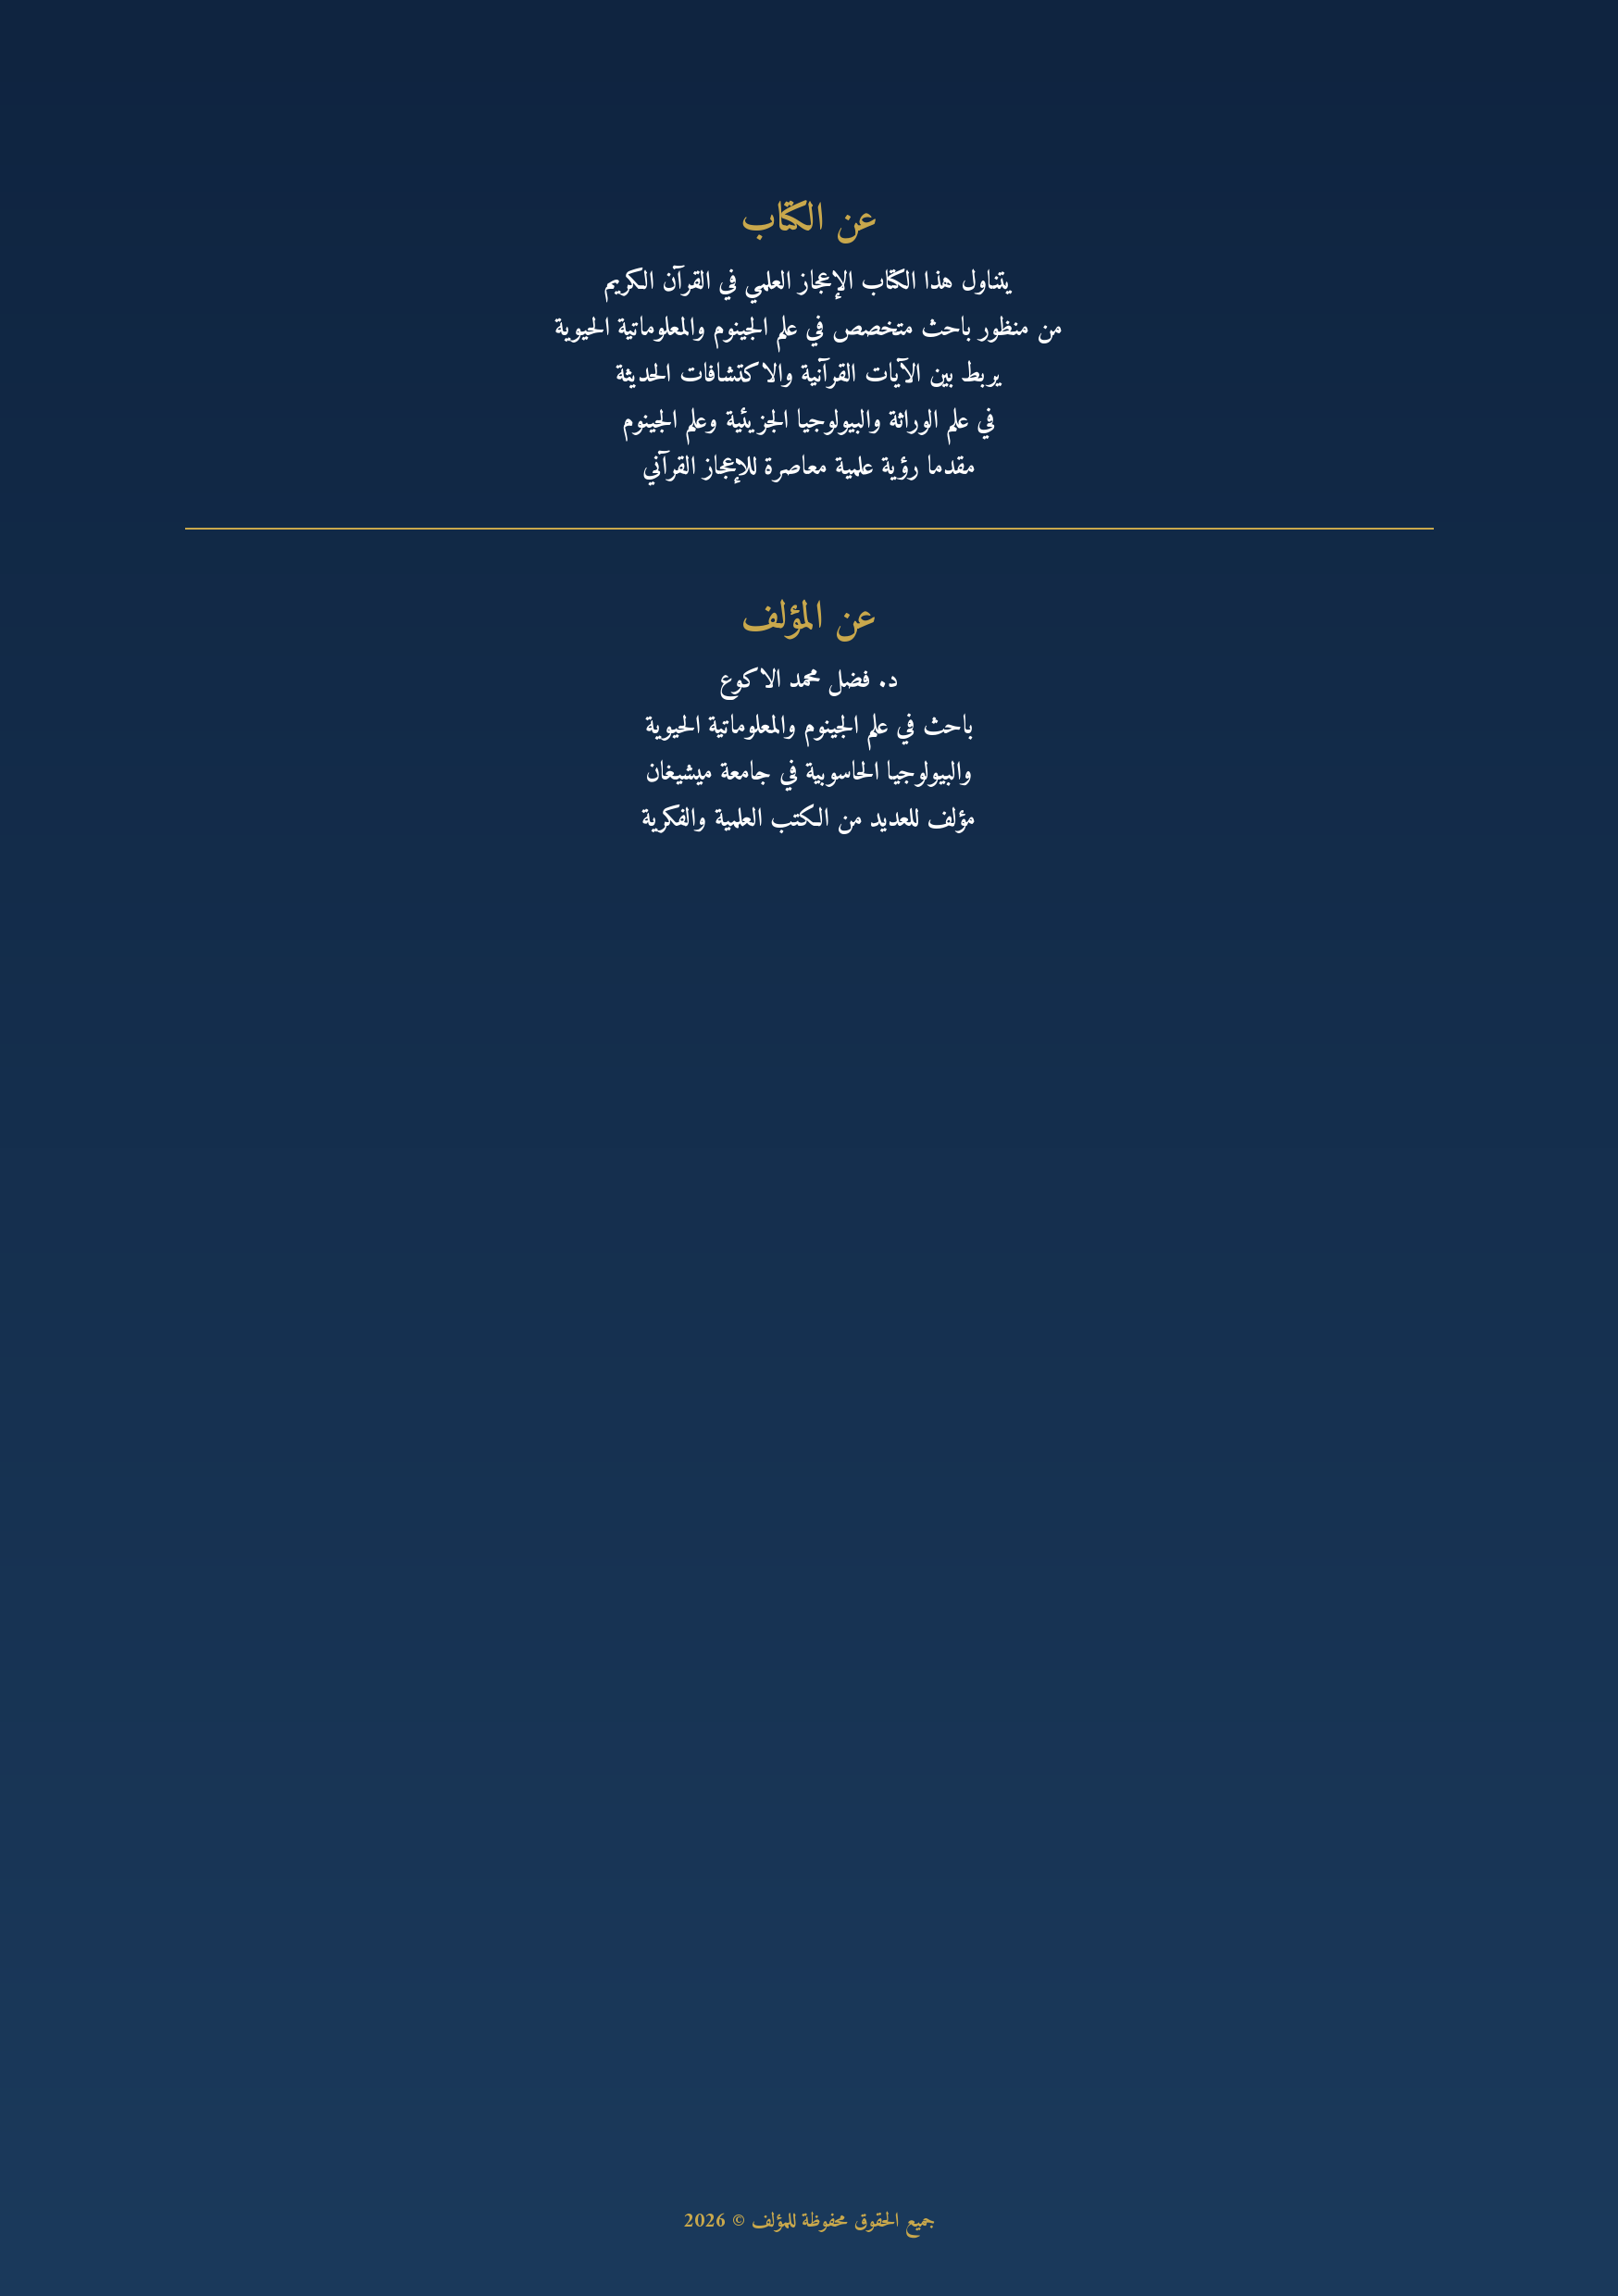 عن الكتاب
يتناول هذا الكتاب الإعجاز العلمي في القرآن الكريم
من منظور باحث متخصص في علم الجينوم والمعلوماتية الحيوية
يربط بين الآيات القرآنية والاكتشافات الحديثة
في علم الوراثة والبيولوجيا الجزيئية وعلم الجينوم
مقدما رؤية علمية معاصرة للإعجاز القرآني
عن المؤلف
د. فضل محمد الاكوع
باحث في علم الجينوم والمعلوماتية الحيوية
والبيولوجيا الحاسوبية في جامعة ميشيغان
مؤلف للعديد من الكتب العلمية والفكرية
جميع الحقوق محفوظة للمؤلف © 2026